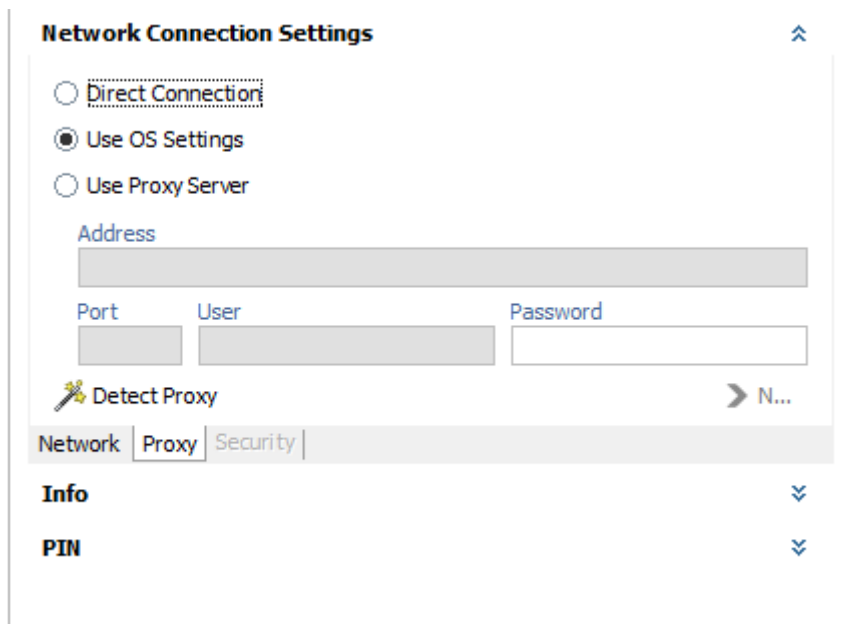 Network Connection Settings
Direct Connection
Use OS Settings
Use Proxy Server
Address
Port User Password
Detect Proxy N...
Network Proxy Security
Info
PIN